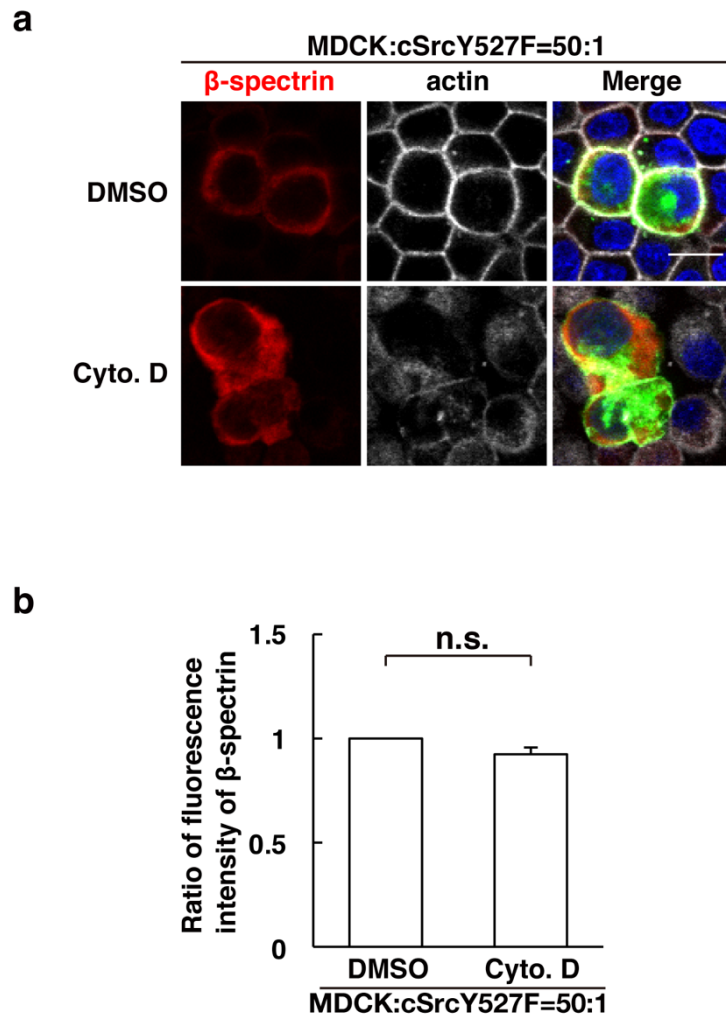 a
MDCK:cSrcY527F=50:1
β-spectrin actin Merge
DMSO
Cyto. D
b
Ratio of fluorescence
intensity of β-spectrin
1.5
1
0.5
0
n.s.
DMSO Cyto. D
MDCK:cSrcY527F=50:1